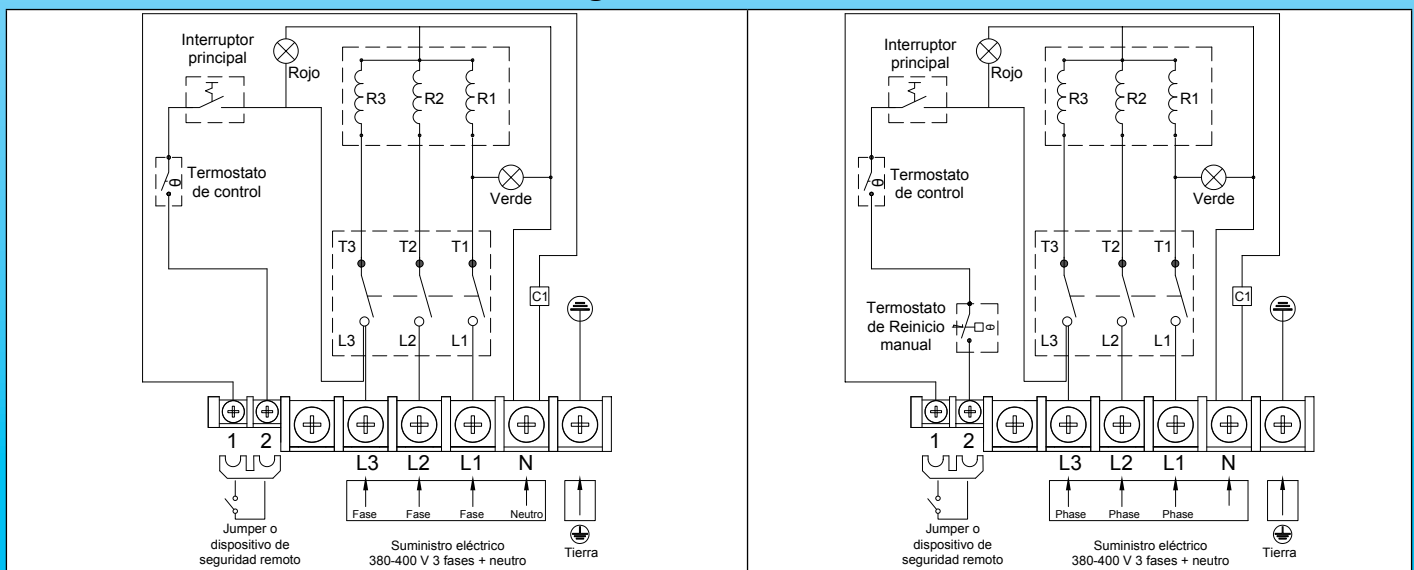 Interruptor
principal
Rojo
R3
R2
R1
Termostato
de control
Verde
T3
T2
T1
C1
L3
L2
L1
1
2
L3
L2
L1
N
Fase
Fase
Fase
Neutro
Jumper o
dispositivo de
seguridad remoto
Suministro eléctrico
380-400 V 3 fases + neutro
Tierra
Interruptor
principal
Rojo
R3
R2
R1
Termostato
de control
Verde
T3
T2
T1
C1
Termostato
de Reinicio
manual
θ
L3
L2
L1
1
2
L3
L2
L1
N
Phase
Phase
Phase
Jumper o
dispositivo de
seguridad remoto
Suministro eléctrico
380-400 V 3 fases + neutro
Tierra